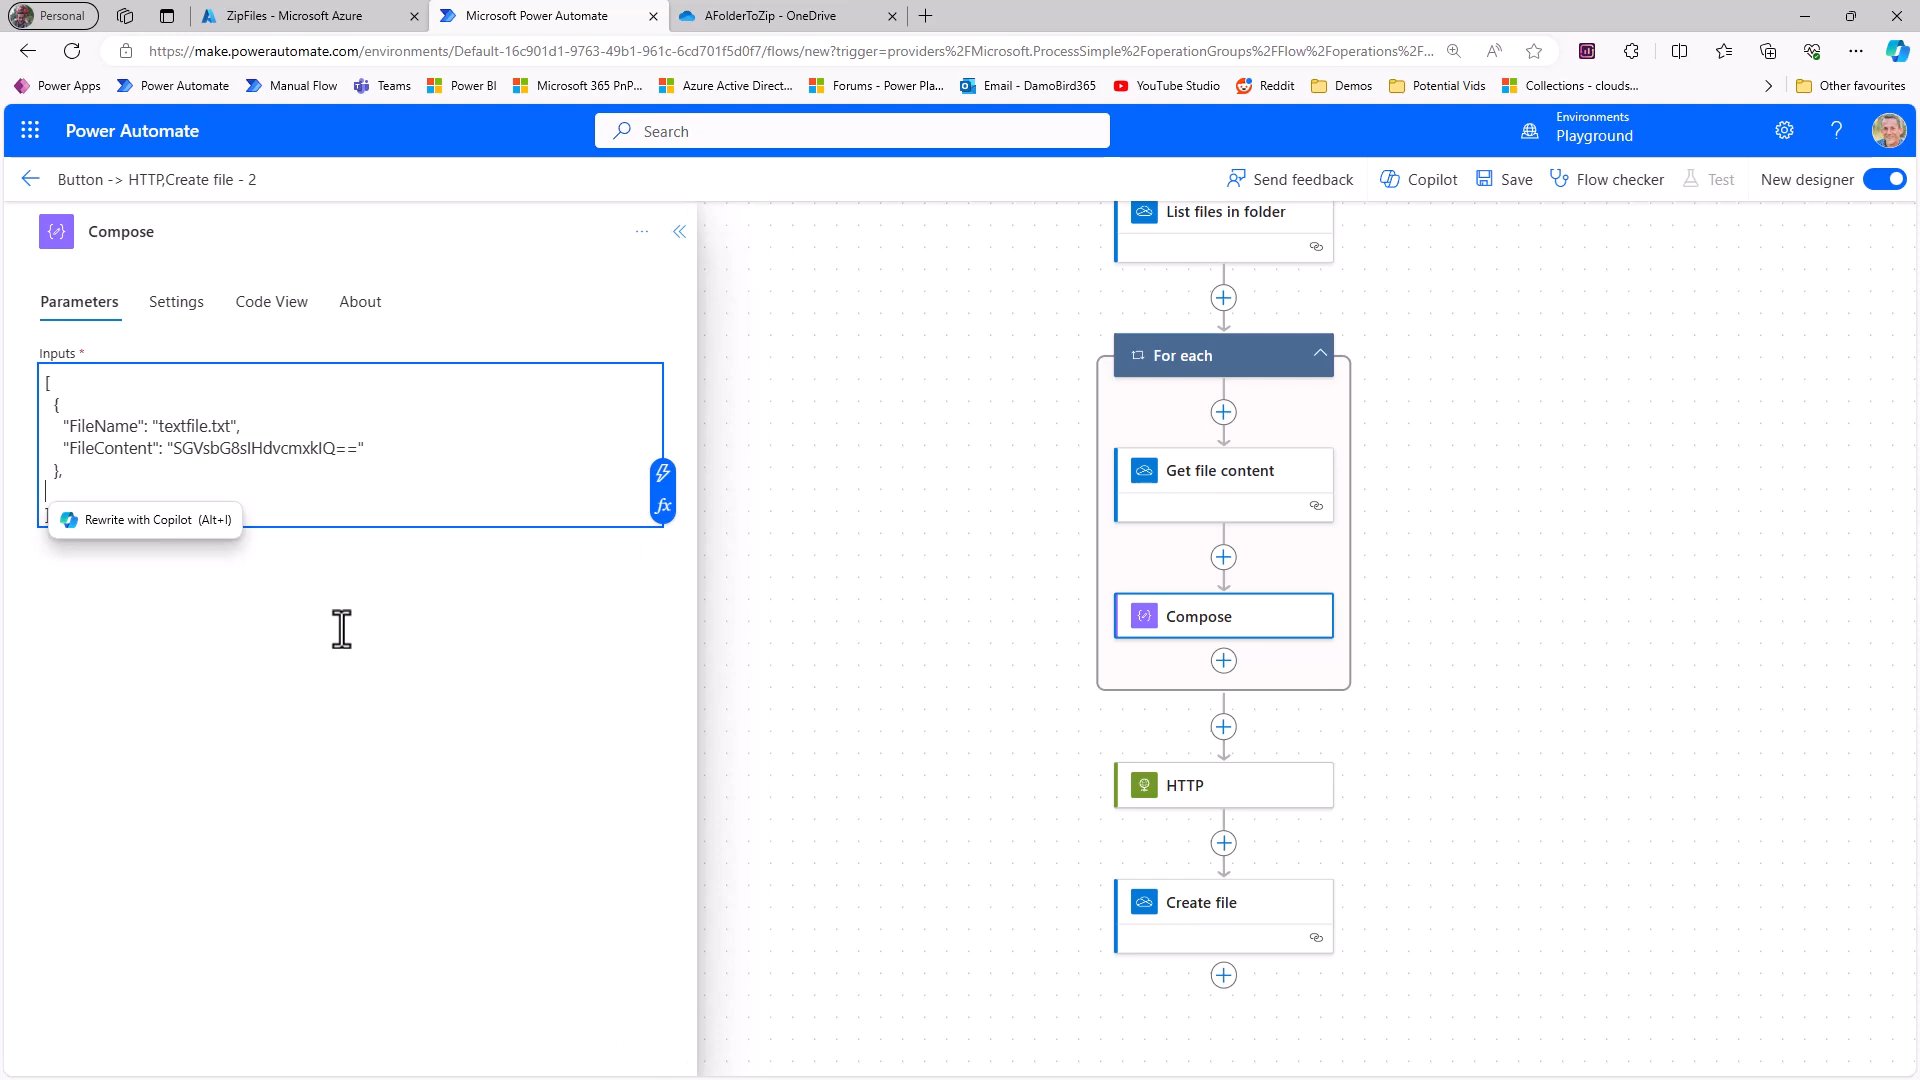 Personal
ZipFiles - Microsoft Azure
Microsoft Power Automate
AFolderToZip - OneDrive
https://make.powerautomate.com/environments/Default-16c901d1-9763-49b1-961c-6cd701f5d0f7/flows/new?trigger=providers%2FMicrosoft.ProcessSimple%2FoperationGroups%2FFlow%2Foperations%2F...
Power Apps
Power Automate
Manual Flow
Teams
Power BI
Microsoft 365 PnP...
Azure Active Direct...
Forums - Power Pla...
Email - DamoBird365
YouTube Studio
Reddit
Demos
Potential Vids
Collections - clouds...
Other favourites
Power Automate
Search
Environments
Playground
Button -> HTTP,Create file - 2
Send feedback
Copilot
Save
Flow checker
Test
New designer
Compose
Parameters
Settings
Code View
About
Inputs *
[
{
"FileName": "textfile.txt",
"FileContent": "SGVsbG8sIHdvcmxkIQ=="
},
]
Rewrite with Copilot (Alt+I)
fx
List files in folder
For each
Get file content
Compose
HTTP
Create file